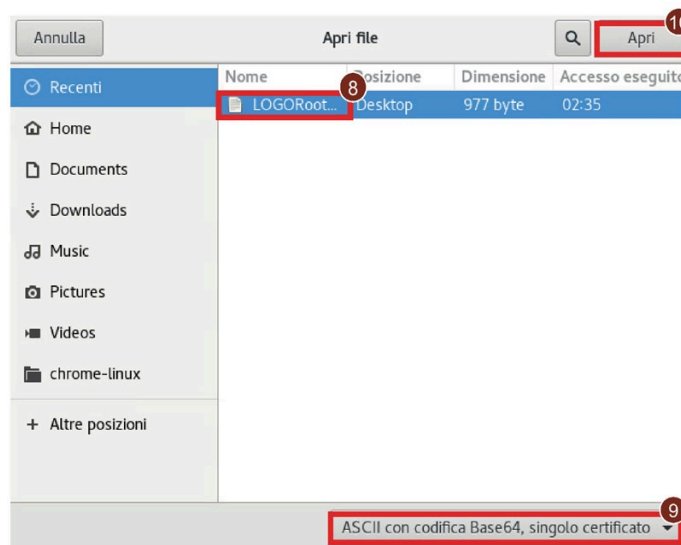 Annulla Apri file Apri 10
Recenti
Nome Posizione Dimensione Accesso eseguito
8
LOGORoot... Desktop 977 byte 02:35
Home
Documents
Downloads
Music
Pictures
Videos
chrome-linux
+ Altre posizioni
9
ASCII con codifica Base64, singolo certificato